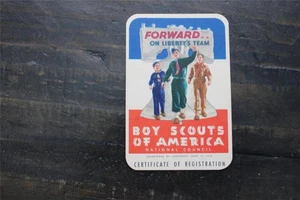 FORWARD...
ON LIBERTY'S TEAM
BOY SCOUTS
OF AMERICA
NATIONAL COUNCIL
CERTIFICATE OF REGISTRATION